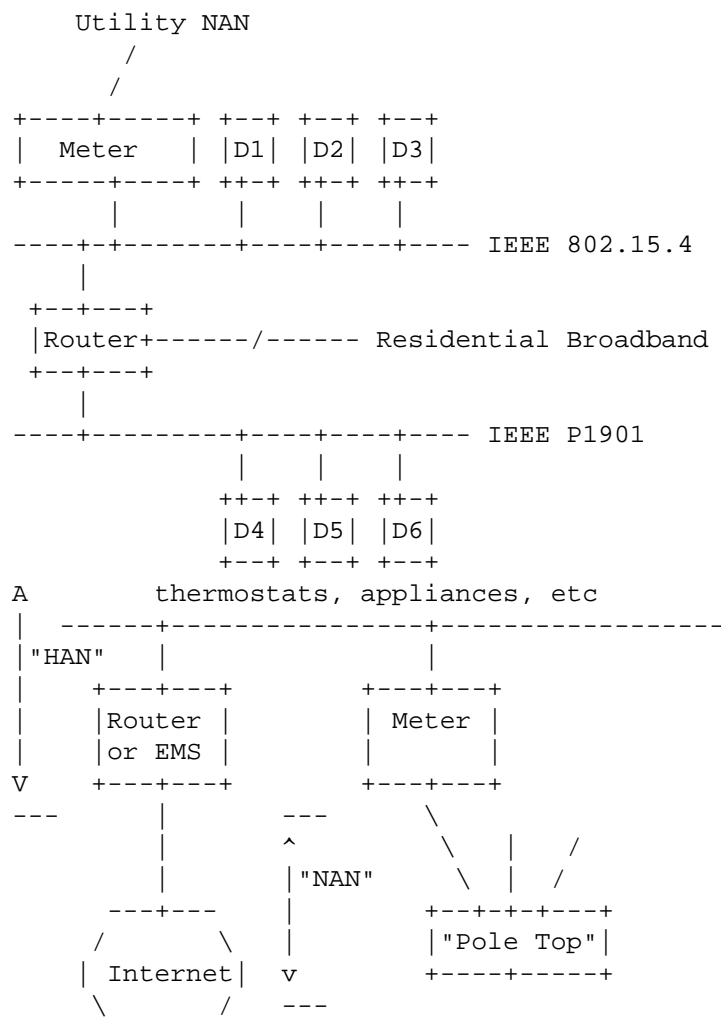 Utility NAN
Meter D1 D2 D3
IEEE 802.15.4
Router Residential Broadband
IEEE P1901
D4 D5 D6
A thermostats, appliances, etc
"HAN"
Router Meter
or EMS
V
"NAN"
"Pole Top"
Internet v